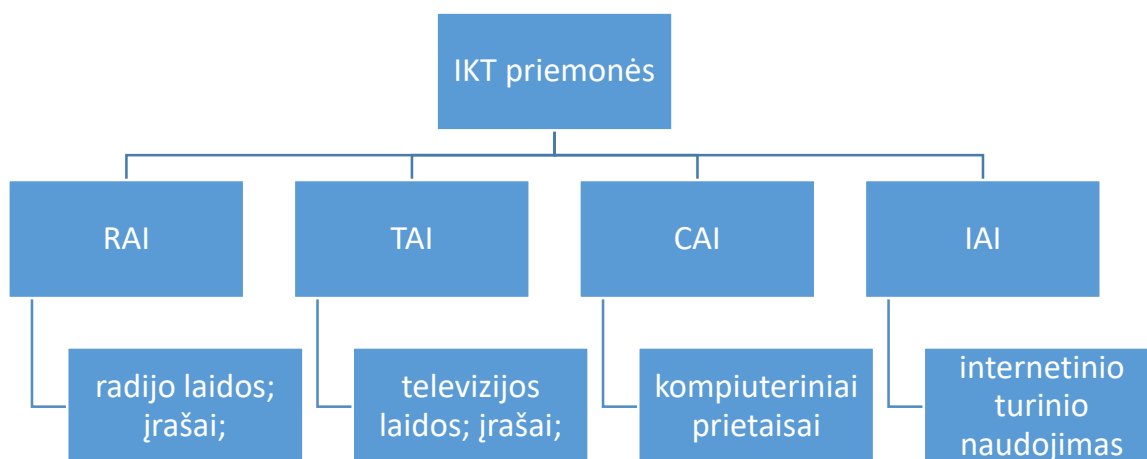 IKT priemonės
RAI
TAI
CAI
IAI
radijo laidos;
įrašai;
televizijos
laidos; įrašai;
kompiuteriniai
prietaisai
internetinio
turinio
naudojimas